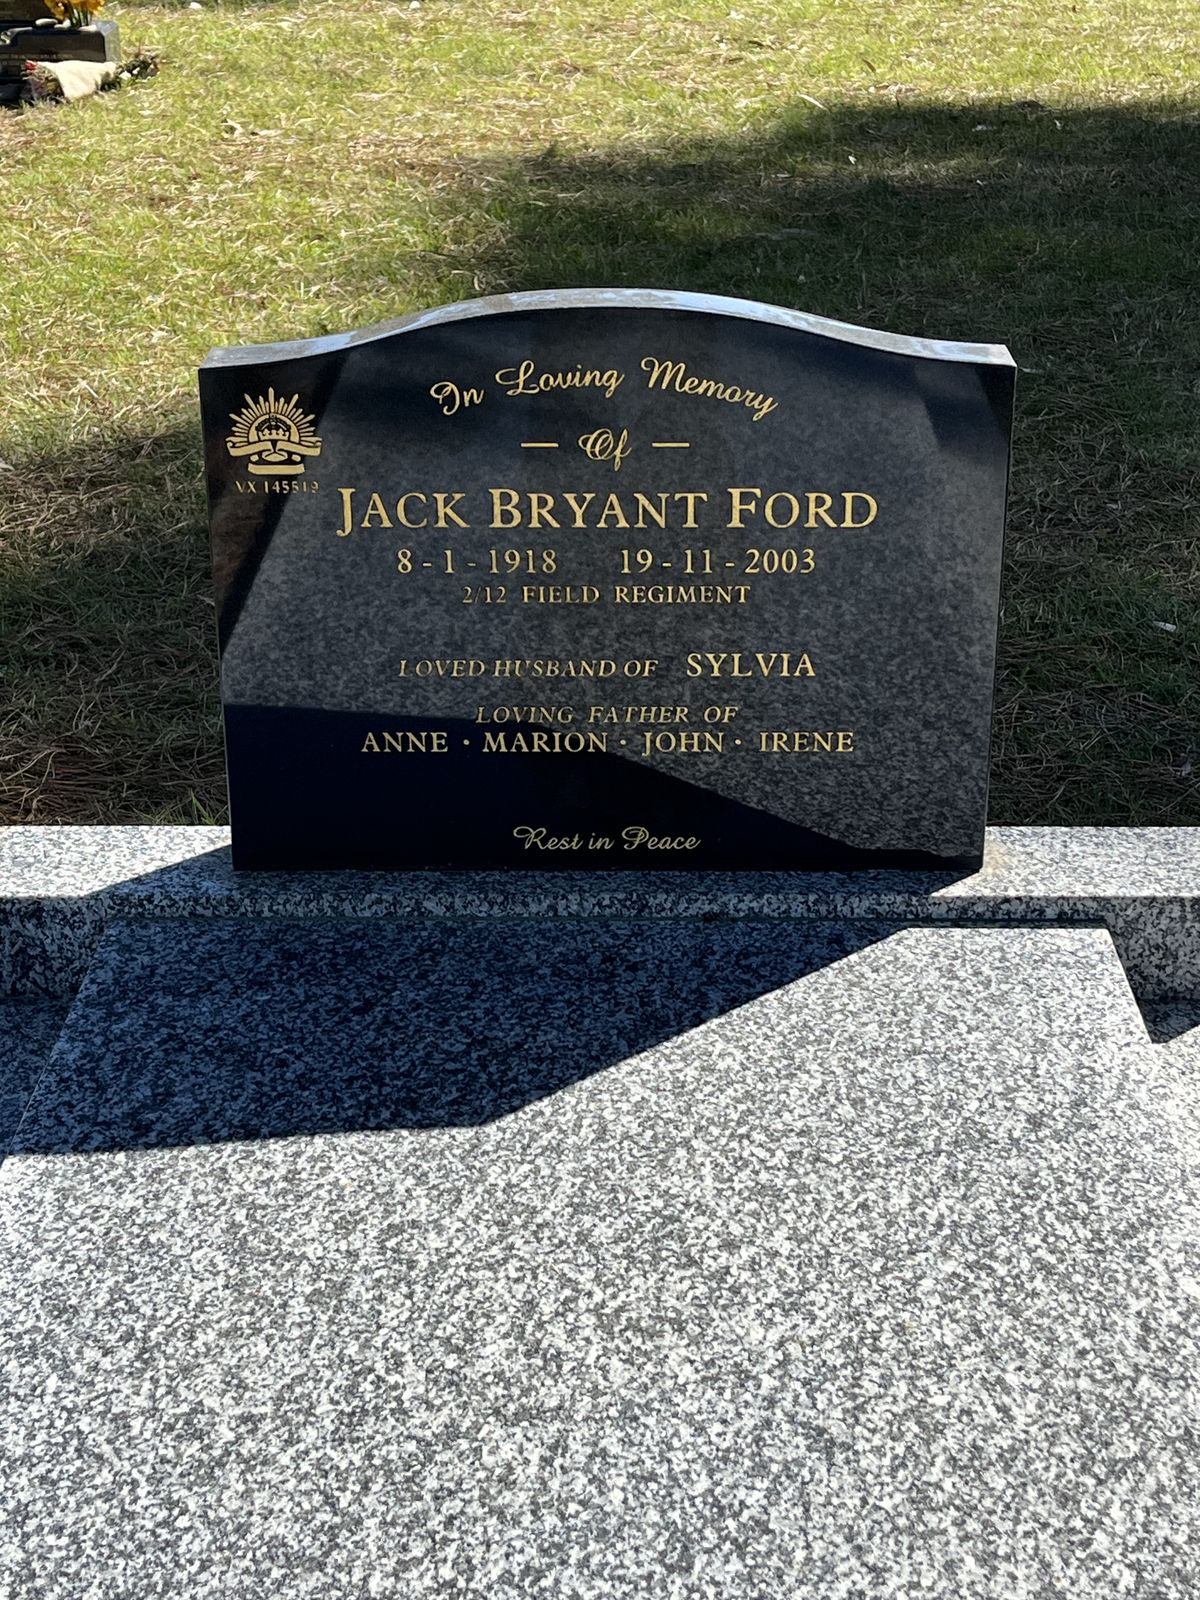 In Loving Memory
— Of —
VX 145519
JACK BRYANT FORD
8 - 1 - 1918 19 - 11 - 2003
2/12 FIELD REGIMENT
LOVED HUSBAND OF SYLVIA
LOVING FATHER OF
ANNE · MARION · JOHN · IRENE
Rest in Peace